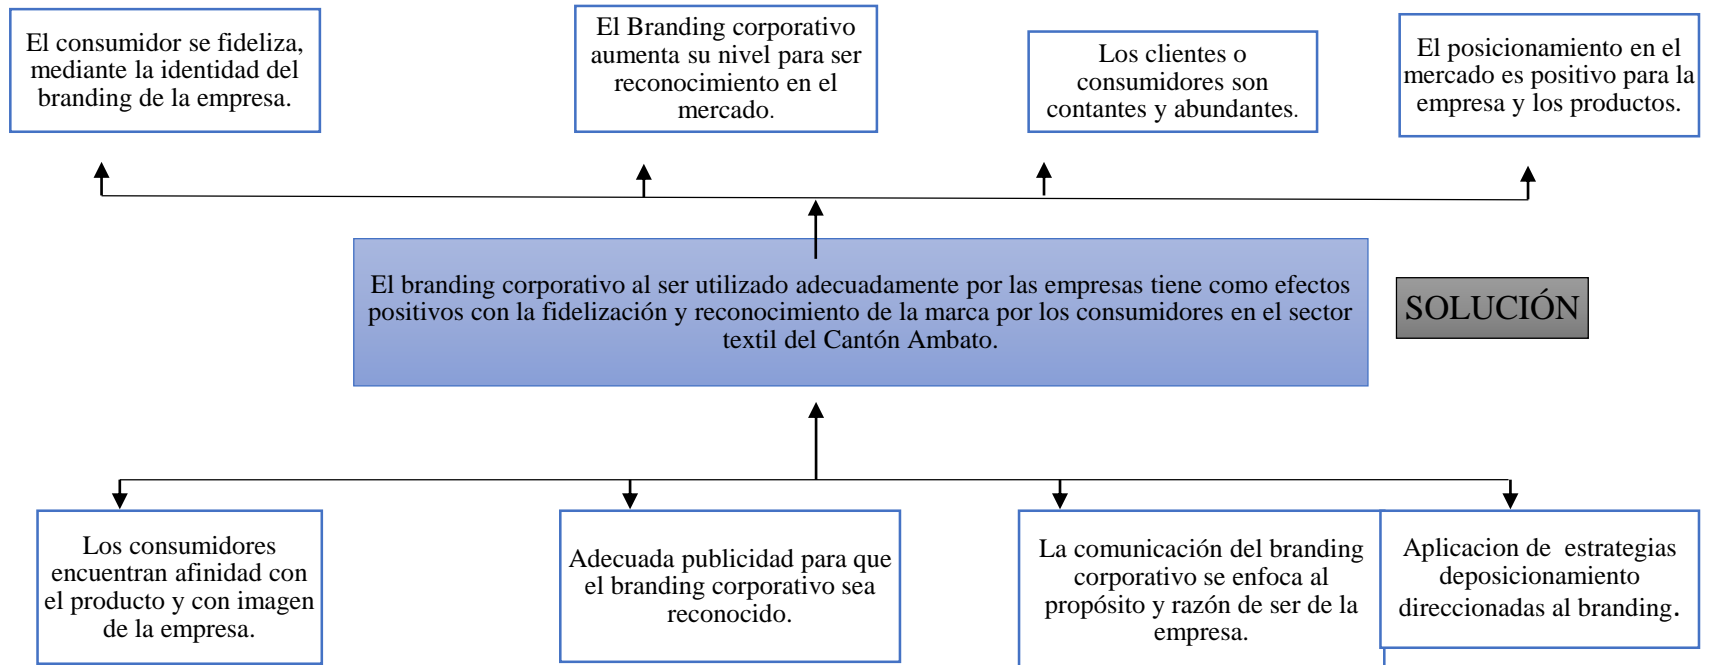 El consumidor se fideliza,
mediante la identidad del
branding de la empresa.
El Branding corporativo
aumenta su nivel para ser
reconocimiento en el
mercado.
Los clientes o
consumidores son
contantes y abundantes.
El posicionamiento en el
mercado es positivo para la
empresa y los productos.
El branding corporativo al ser utilizado adecuadamente por las empresas tiene como efectos
positivos con la fidelización y reconocimiento de la marca por los consumidores en el sector
textil del Cantón Ambato.
SOLUCIÓN
Los consumidores
encuentran afinidad con
el producto y con imagen
de la empresa.
Adecuada publicidad para que
el branding corporativo sea
reconocido.
La comunicación del branding
corporativo se enfoca al
propósito y razón de ser de la
empresa.
Aplicacion de  estrategias
deposicionamiento
direccionadas al branding.